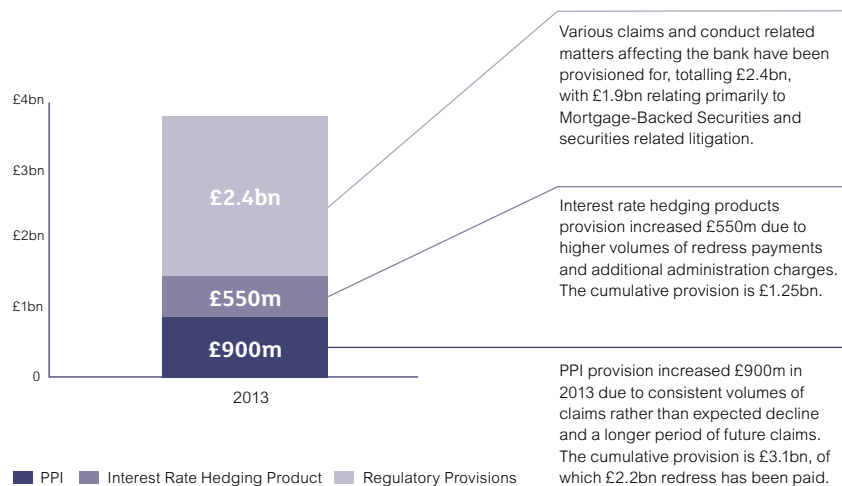 £4bn
£3bn
£2bn
£1bn
0
£2.4bn
£550m
£900m
2013
PPI
Interest Rate Hedging Product
Regulatory Provisions
Various claims and conduct related
matters affecting the bank have been
provisioned for, totalling £2.4bn,
with £1.9bn relating primarily to
Mortgage-Backed Securities and
securities related litigation.
Interest rate hedging products
provision increased £550m due to
higher volumes of redress payments
and additional administration charges.
The cumulative provision is £1.25bn.
PPI provision increased £900m in
2013 due to consistent volumes of
claims rather than expected decline
and a longer period of future claims.
The cumulative provision is £3.1bn, of
which £2.2bn redress has been paid.